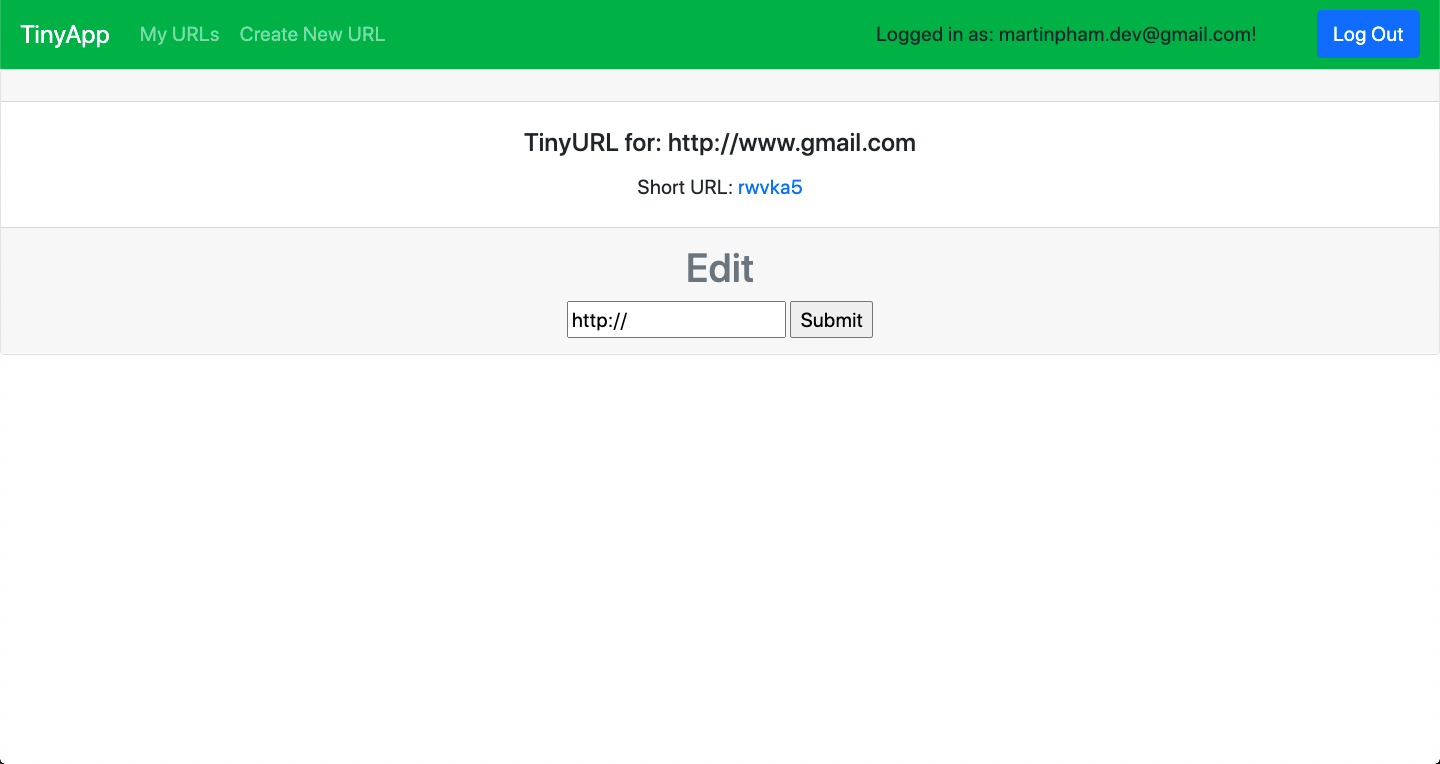 TinyApp My URLs Create New URL Logged in as: martinpham.dev@gmail.com! Log Out
TinyURL for: http://www.gmail.com
Short URL: rwvka5
Edit
http:// Submit